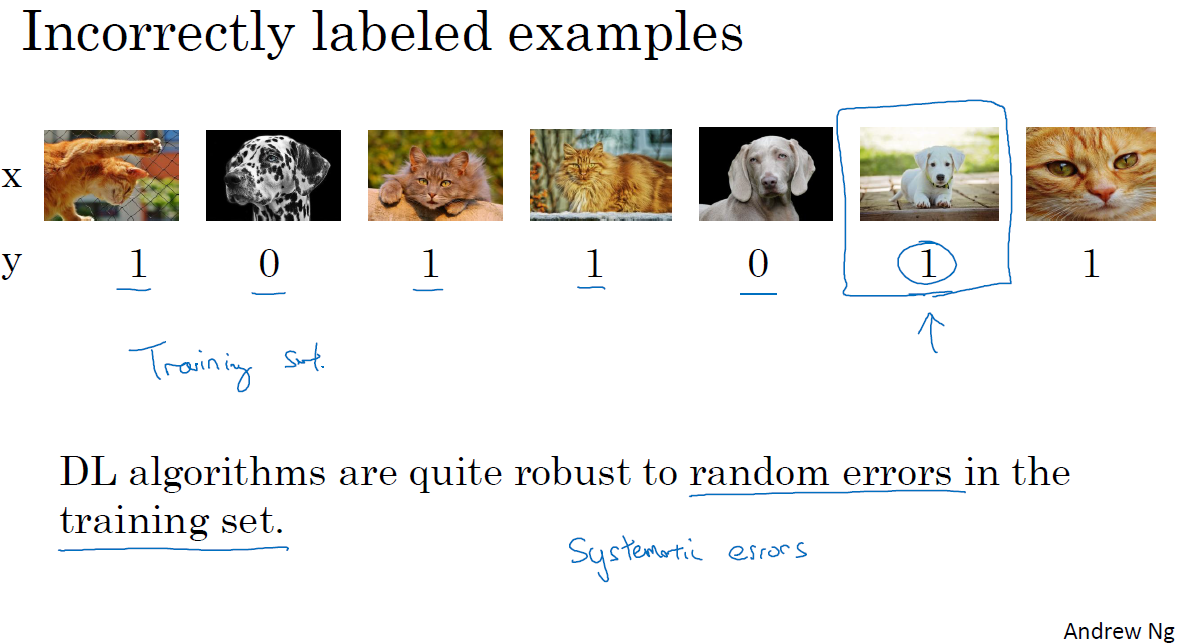 Incorrectly labeled examples
x
y 1 0 1 1 0 1 1
Training set.
DL algorithms are quite robust to random errors in the
training set.
Systematic errors
Andrew Ng